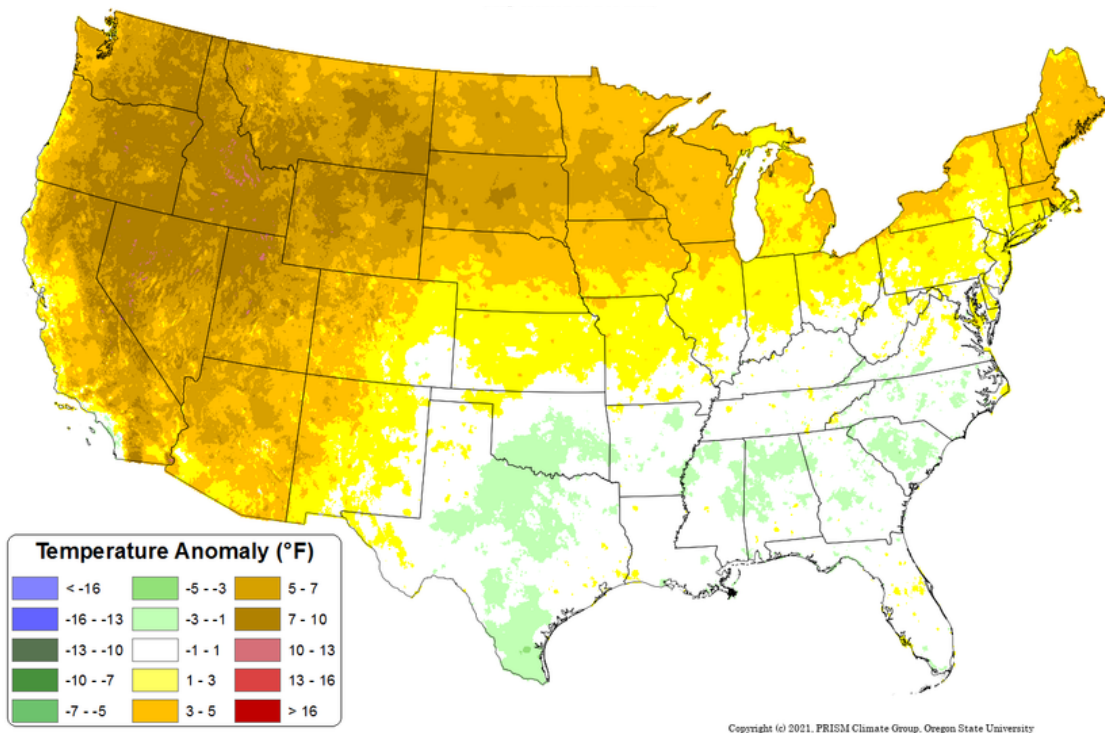 Temperature Anomaly (°F)
< -16
-16 - -13
-13 - -10
-10 - -7
-7 - -5
-5 - -3
-3 - -1
-1 - 1
1 - 3
3 - 5
5 - 7
7 - 10
10 - 13
13 - 16
> 16
Copyright (c) 2021, PRISM Climate Group, Oregon State University